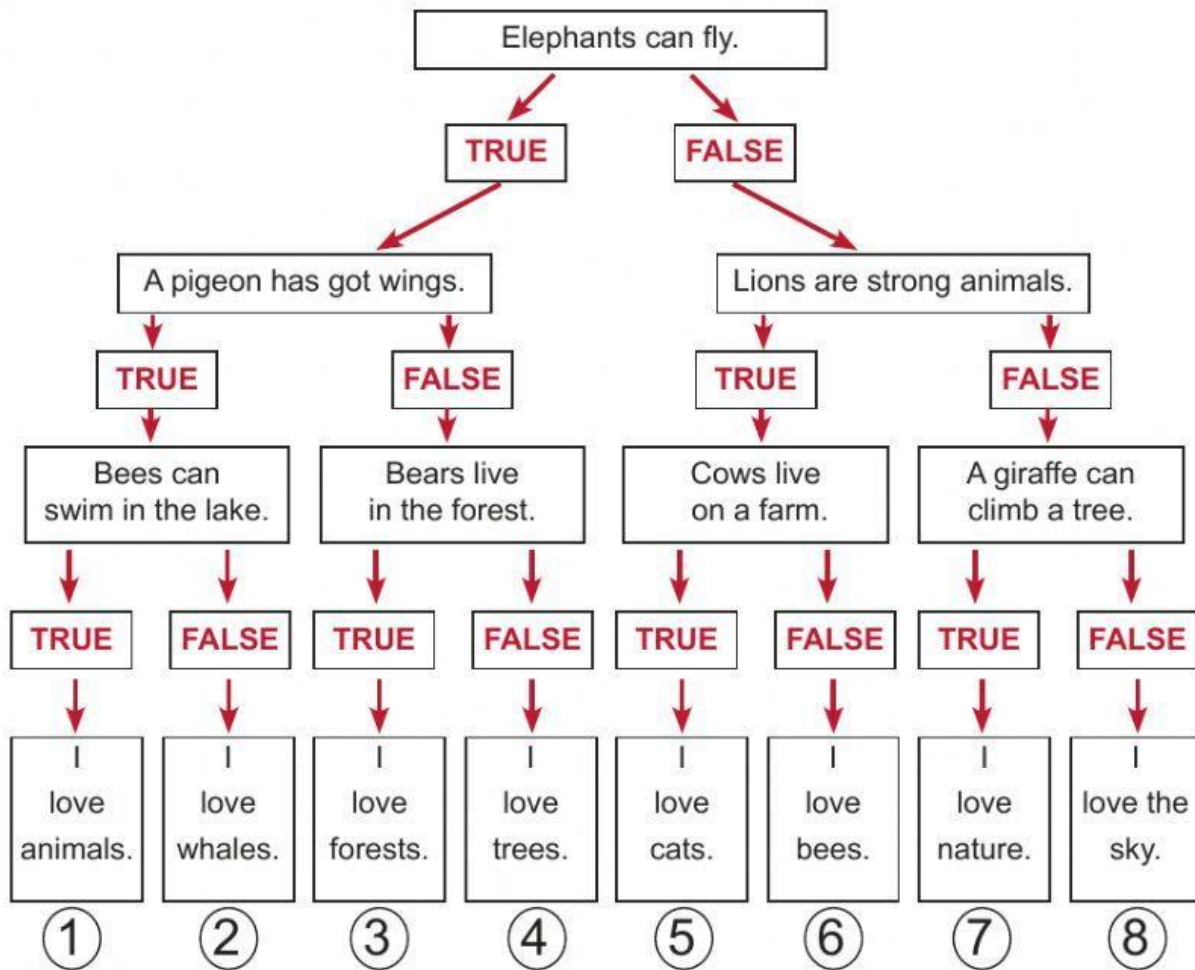 Elephants can fly.
TRUE
FALSE
A pigeon has got wings.
Lions are strong animals.
TRUE
FALSE
TRUE
FALSE
Bees can
swim in the lake.
Bears live
in the forest.
Cows live
on a farm.
A giraffe can
climb a tree.
TRUE
FALSE
TRUE
FALSE
TRUE
FALSE
TRUE
FALSE
I
love
animals.
I
love
whales.
I
love
forests.
I
love
trees.
I
love
cats.
I
love
bees.
I
love
nature.
I
love the
sky.
1
2
3
4
5
6
7
8